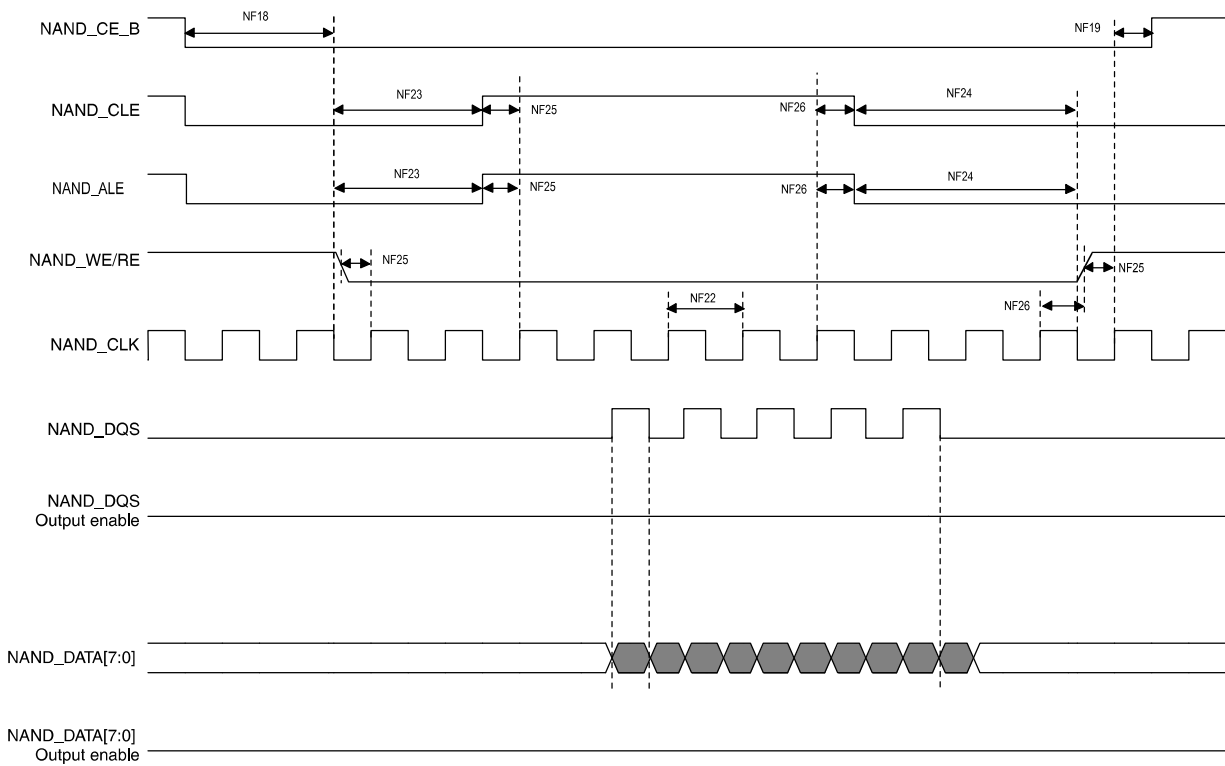 NAND_CE_B
NF18
NF19
NAND_CLE
NF23
NF25
NF26
NF24
NAND_ALE
NF23
NF25
NF26
NF24
NAND_WE/RE
NF25
NF25
NF26
NF22
NAND_CLK
NAND_DQS
NAND_DQS
Output enable
NAND_DATA[7:0]
NAND_DATA[7:0]
Output enable